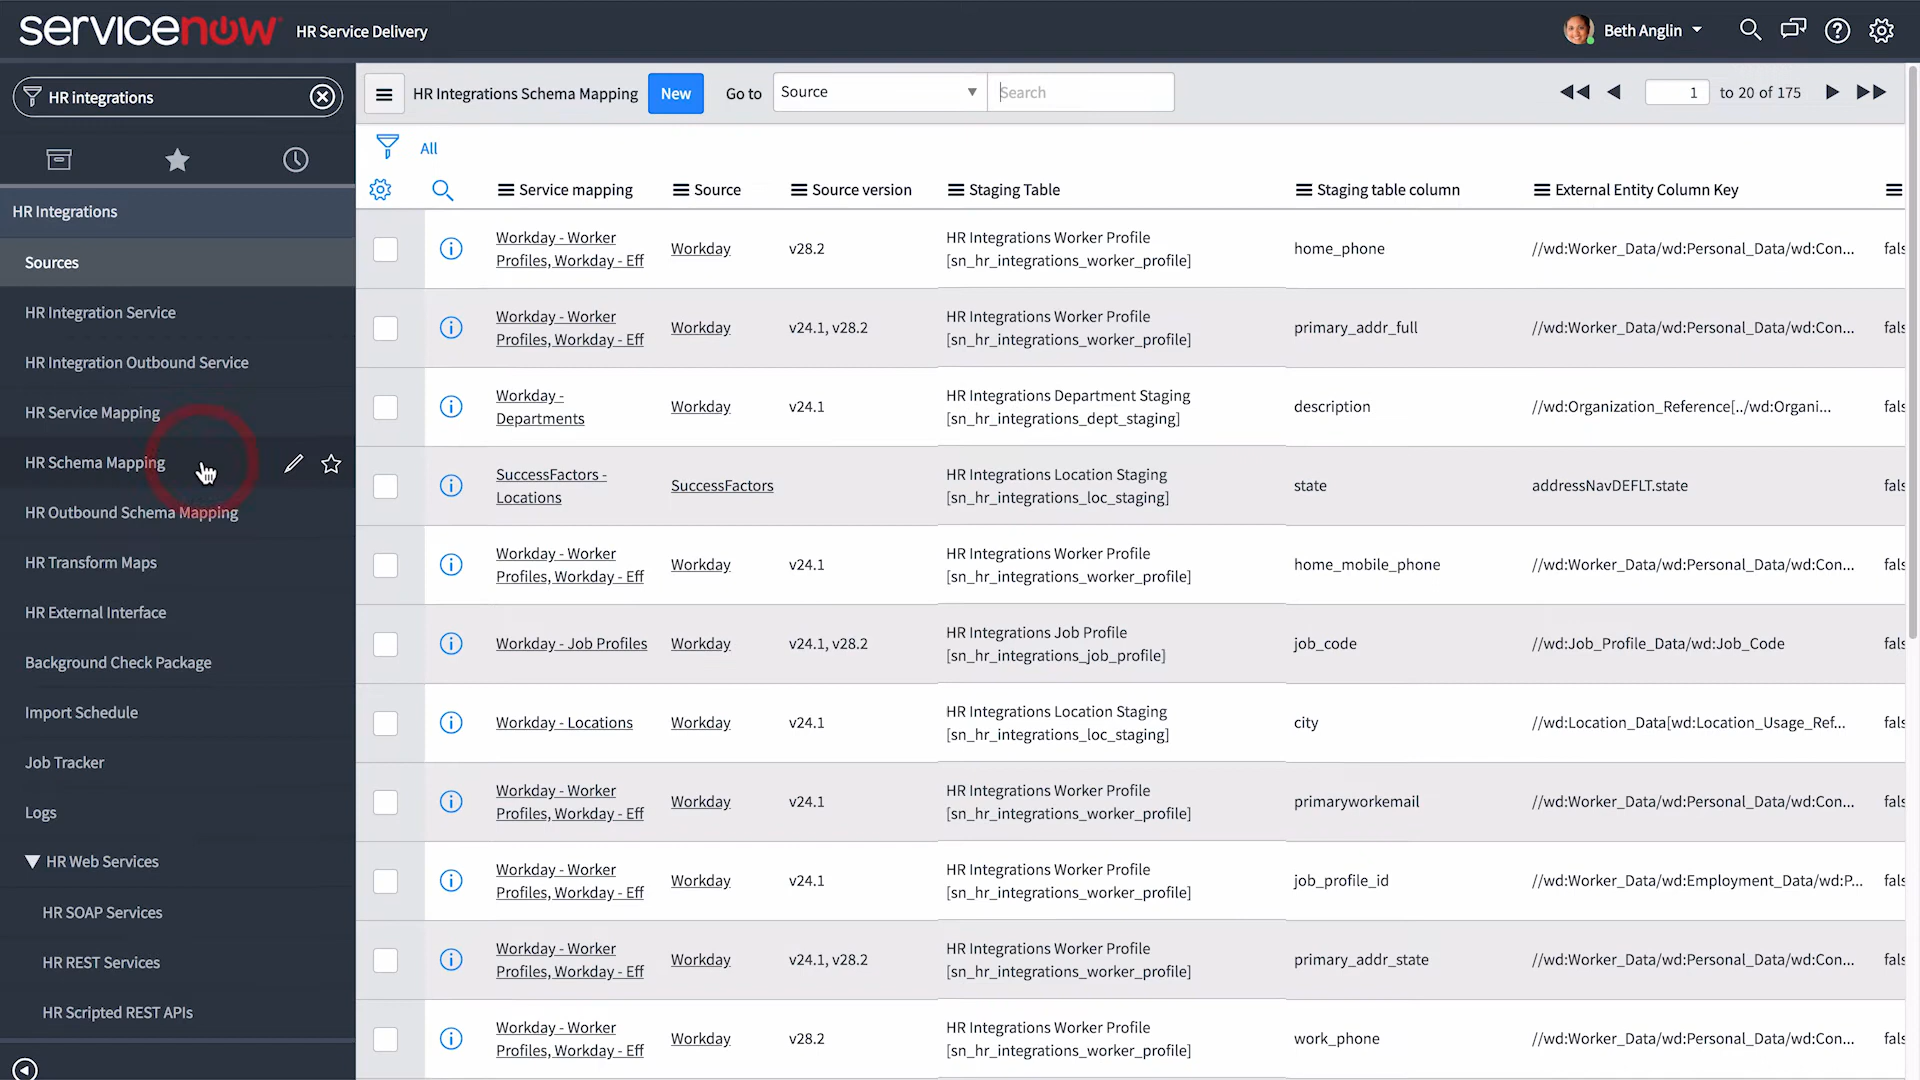 servicenow HR Service Delivery
Beth Anglin
HR integrations
HR Integrations
Sources
HR Integration Service
HR Integration Outbound Service
HR Service Mapping
HR Schema Mapping
HR Outbound Schema Mapping
HR Transform Maps
HR External Interface
Background Check Package
Import Schedule
Job Tracker
Logs
HR Web Services
HR SOAP Services
HR REST Services
HR Scripted REST APIs
HR Integrations Schema Mapping New Go to Source Search
1 to 20 of 175
All
Service mapping Source Source version Staging Table Staging table column External Entity Column Key
Workday - Worker
Profiles, Workday - Eff
Workday
v28.2
HR Integrations Worker Profile
[sn_hr_integrations_worker_profile]
home_phone
//wd:Worker_Data/wd:Personal_Data/wd:Con...
fals
Workday - Worker
Profiles, Workday - Eff
Workday
v24.1, v28.2
HR Integrations Worker Profile
[sn_hr_integrations_worker_profile]
primary_addr_full
//wd:Worker_Data/wd:Personal_Data/wd:Con...
fals
Workday -
Departments
Workday
v24.1
HR Integrations Department Staging
[sn_hr_integrations_dept_staging]
description
//wd:Organization_Reference[../wd:Organi...
fals
SuccessFactors -
Locations
SuccessFactors
HR Integrations Location Staging
[sn_hr_integrations_loc_staging]
state
addressNavDEFLT.state
fals
Workday - Worker
Profiles, Workday - Eff
Workday
v24.1
HR Integrations Worker Profile
[sn_hr_integrations_worker_profile]
home_mobile_phone
//wd:Worker_Data/wd:Personal_Data/wd:Con...
fals
Workday - Job Profiles
Workday
v24.1, v28.2
HR Integrations Job Profile
[sn_hr_integrations_job_profile]
job_code
//wd:Job_Profile_Data/wd:Job_Code
fals
Workday - Locations
Workday
v24.1
HR Integrations Location Staging
[sn_hr_integrations_loc_staging]
city
//wd:Location_Data[wd:Location_Usage_Ref...
fals
Workday - Worker
Profiles, Workday - Eff
Workday
v24.1
HR Integrations Worker Profile
[sn_hr_integrations_worker_profile]
primaryworkemail
//wd:Worker_Data/wd:Personal_Data/wd:Con...
fals
Workday - Worker
Profiles, Workday - Eff
Workday
v24.1
HR Integrations Worker Profile
[sn_hr_integrations_worker_profile]
job_profile_id
//wd:Worker_Data/wd:Employment_Data/wd:P...
fals
Workday - Worker
Profiles, Workday - Eff
Workday
v24.1, v28.2
HR Integrations Worker Profile
[sn_hr_integrations_worker_profile]
primary_addr_state
//wd:Worker_Data/wd:Personal_Data/wd:Con...
fals
Workday - Worker
Profiles, Workday - Eff
Workday
v28.2
HR Integrations Worker Profile
[sn_hr_integrations_worker_profile]
work_phone
//wd:Worker_Data/wd:Personal_Data/wd:Con...
fals